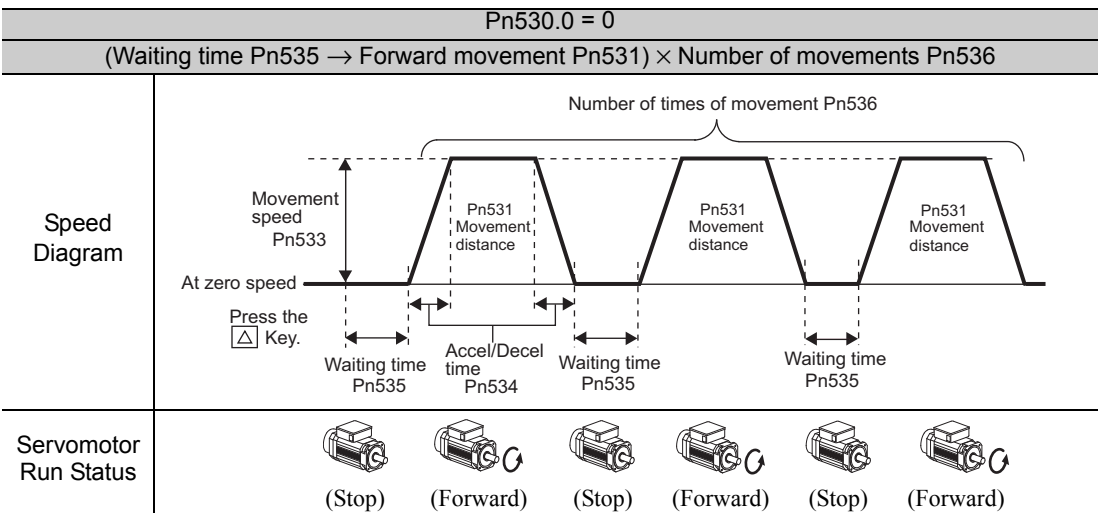 Pn530.0 = 0
(Waiting time Pn535 → Forward movement Pn531) × Number of movements Pn536
Speed
Diagram
Number of times of movement Pn536
Movement
speed
Pn533
Pn531
Movement
distance
Pn531
Movement
distance
Pn531
Movement
distance
At zero speed
Press the
△ Key.
Waiting time
Pn535
Accel/Decel
time
Pn534
Waiting time
Pn535
Waiting time
Pn535
Servomotor
Run Status
(Stop) (Forward) (Stop) (Forward) (Stop) (Forward)